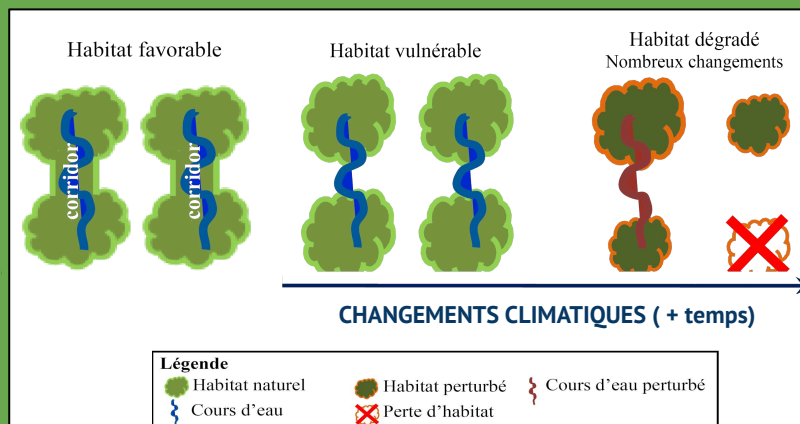 Habitat favorable
Habitat vulnérable
Habitat dégradé
Nombreux changements
corridor
corridor
CHANGEMENTS CLIMATIQUES ( + temps)
Légende
Habitat naturel
Habitat perturbé
Cours d'eau perturbé
Cours d'eau
Perte d'habitat